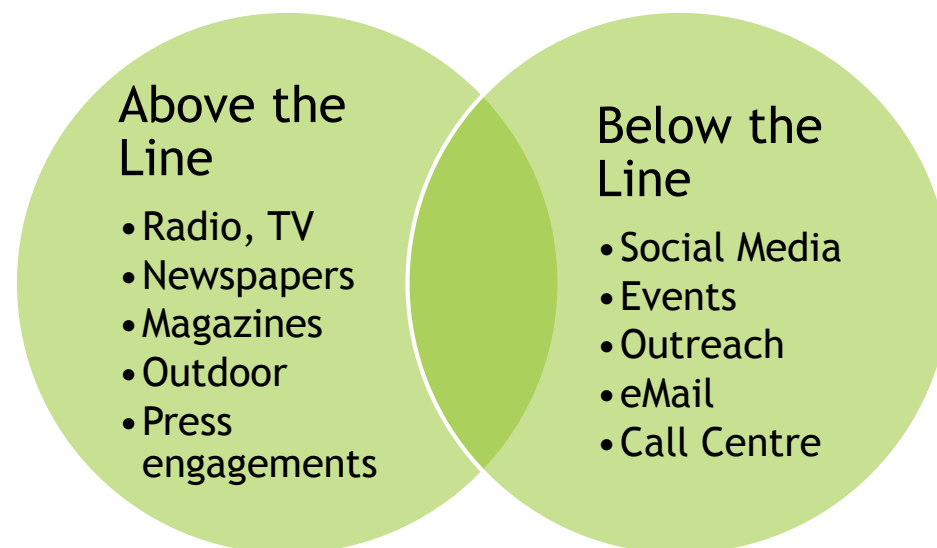 Above the
Line
•Radio, TV
•Newspapers
•Magazines
•Outdoor
•Press
engagements
Below the
Line
•Social Media
•Events
•Outreach
•eMail
•Call Centre